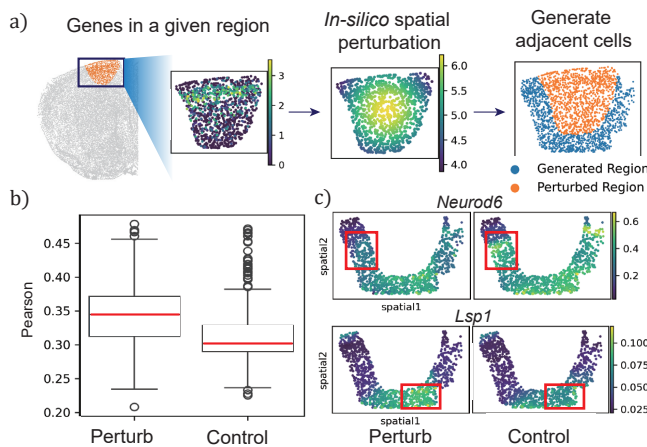 a)
Genes in a given region
In-silico spatial
perturbation
Generate
adjacent cells
3
2
1
0
6.0
5.5
5.0
4.5
4.0
Generated Region
Perturbed Region
b)
Pearson
0.45
0.40
0.35
0.30
0.25
0.20
Perturb
Control
c)
Neurod6
spatial2
spatial1
0.6
0.4
0.2
Lsp1
spatial2
spatial1
0.100
0.075
0.050
0.025
Perturb
Control